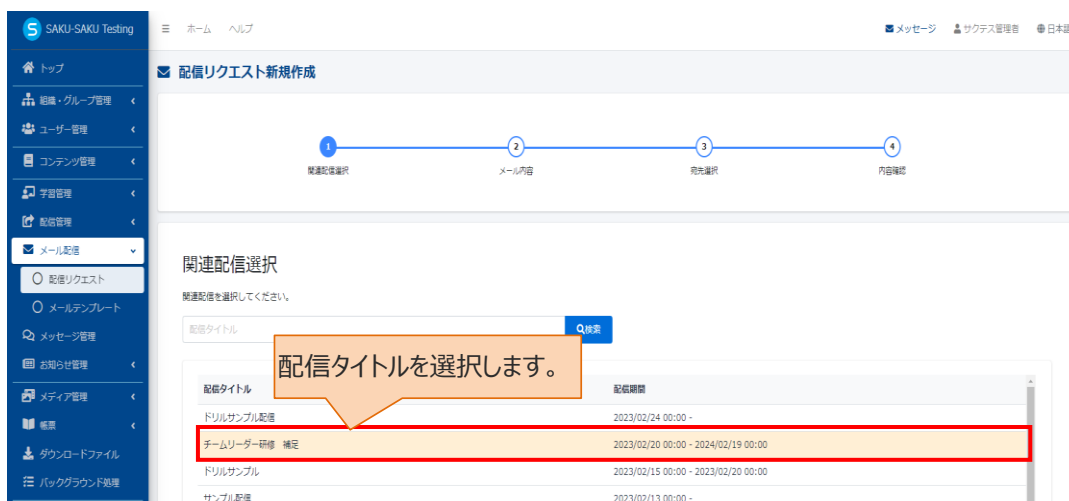 SAKU-SAKU Testing
ホーム ヘルプ
メッセージ サクテス管理者 日本語
トップ
配信リクエスト新規作成
組織・グループ管理
ユーザー管理
コンテンツ管理
学習管理
配信管理
メール配信
配信リクエスト
メールテンプレート
メッセージ管理
お知らせ管理
メディア管理
帳票
ダウンロードファイル
バックグラウンド処理
1 2 3 4
関連配信選択 メール内容 宛先選択 内容確認
関連配信選択
関連配信を選択してください。
配信タイトル 検索
配信タイトルを選択します。
配信タイトル 配信期間
ドリルサンプル配信 2023/02/24 00:00 -
チームリーダー研修 補足 2023/02/20 00:00 - 2024/02/19 00:00
ドリルサンプル 2023/02/15 00:00 - 2023/02/20 00:00
サンプル配信 2023/02/13 00:00 -